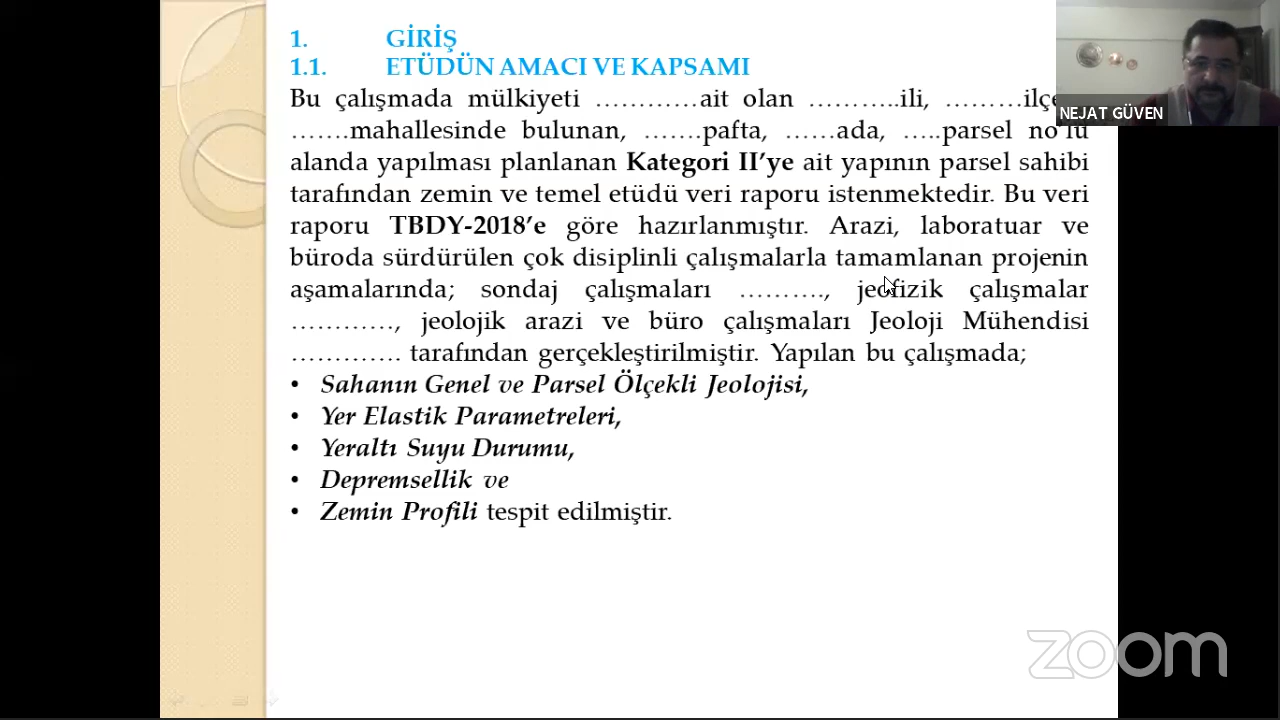 1. GİRİŞ
1.1. ETÜDÜN AMACI VE KAPSAMI
Bu çalışmada mülkiyeti …………ait olan ………..ili, ………ilçe
…….mahallesinde bulunan, …….pafta, ……ada, …..parsel no'lu
alanda yapılması planlanan Kategori II’ye ait yapının parsel sahibi
tarafından zemin ve temel etüdü veri raporu istenmektedir. Bu veri
raporu TBDY-2018’e göre hazırlanmıştır. Arazi, laboratuar ve
büroda sürdürülen çok disiplinli çalışmalarla tamamlanan projenin
aşamalarında; sondaj çalışmaları ………., jeofizik çalışmalar
…………, jeolojik arazi ve büro çalışmaları Jeoloji Mühendisi
…………. tarafından gerçekleştirilmiştir. Yapılan bu çalışmada;
• Sahanın Genel ve Parsel Ölçekli Jeolojisi,
• Yer Elastik Parametreleri,
• Yeraltı Suyu Durumu,
• Depremsellik ve
• Zemin Profili tespit edilmiştir.
NEJAT GÜVEN
zoom